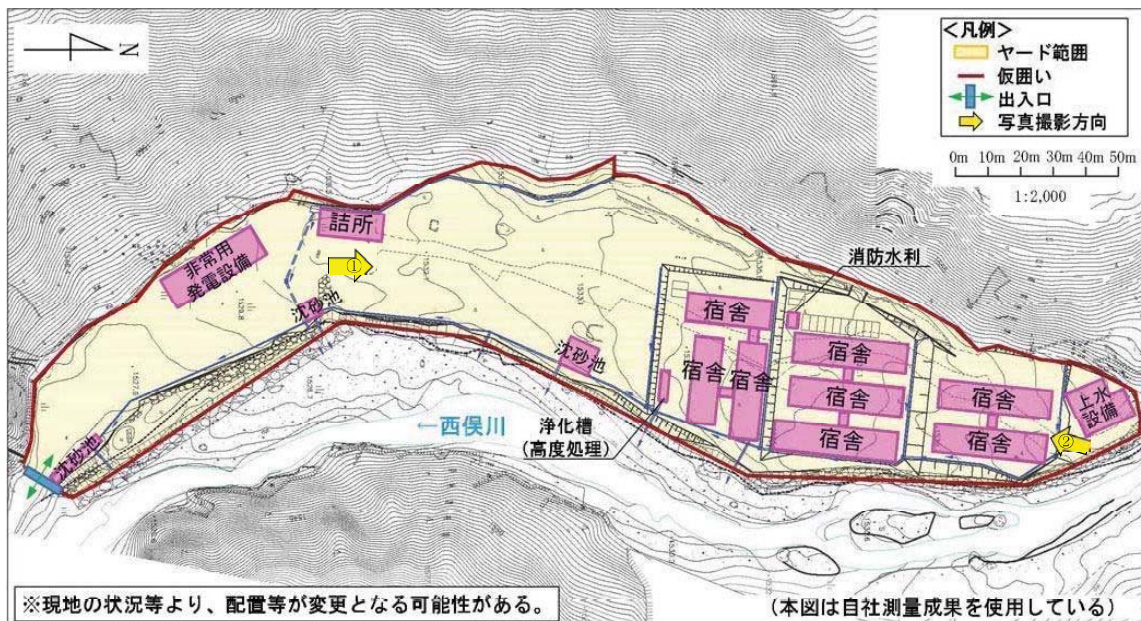 N
<凡例>
ヤード範囲
仮囲い
出入口
写真撮影方向
0m 10m 20m 30m 40m 50m
1:2,000
詰所
非常用
発電設備
①
沈砂池
沈砂池
沈砂池
消防水利
宿舎
宿舎
宿舎
宿舎
宿舎
宿舎
宿舎
宿舎
上水
設備
②
浄化槽
(高度処理)
←西俣川
※現地の状況等より、配置等が変更となる可能性がある。
(本図は自社測量成果を使用している)